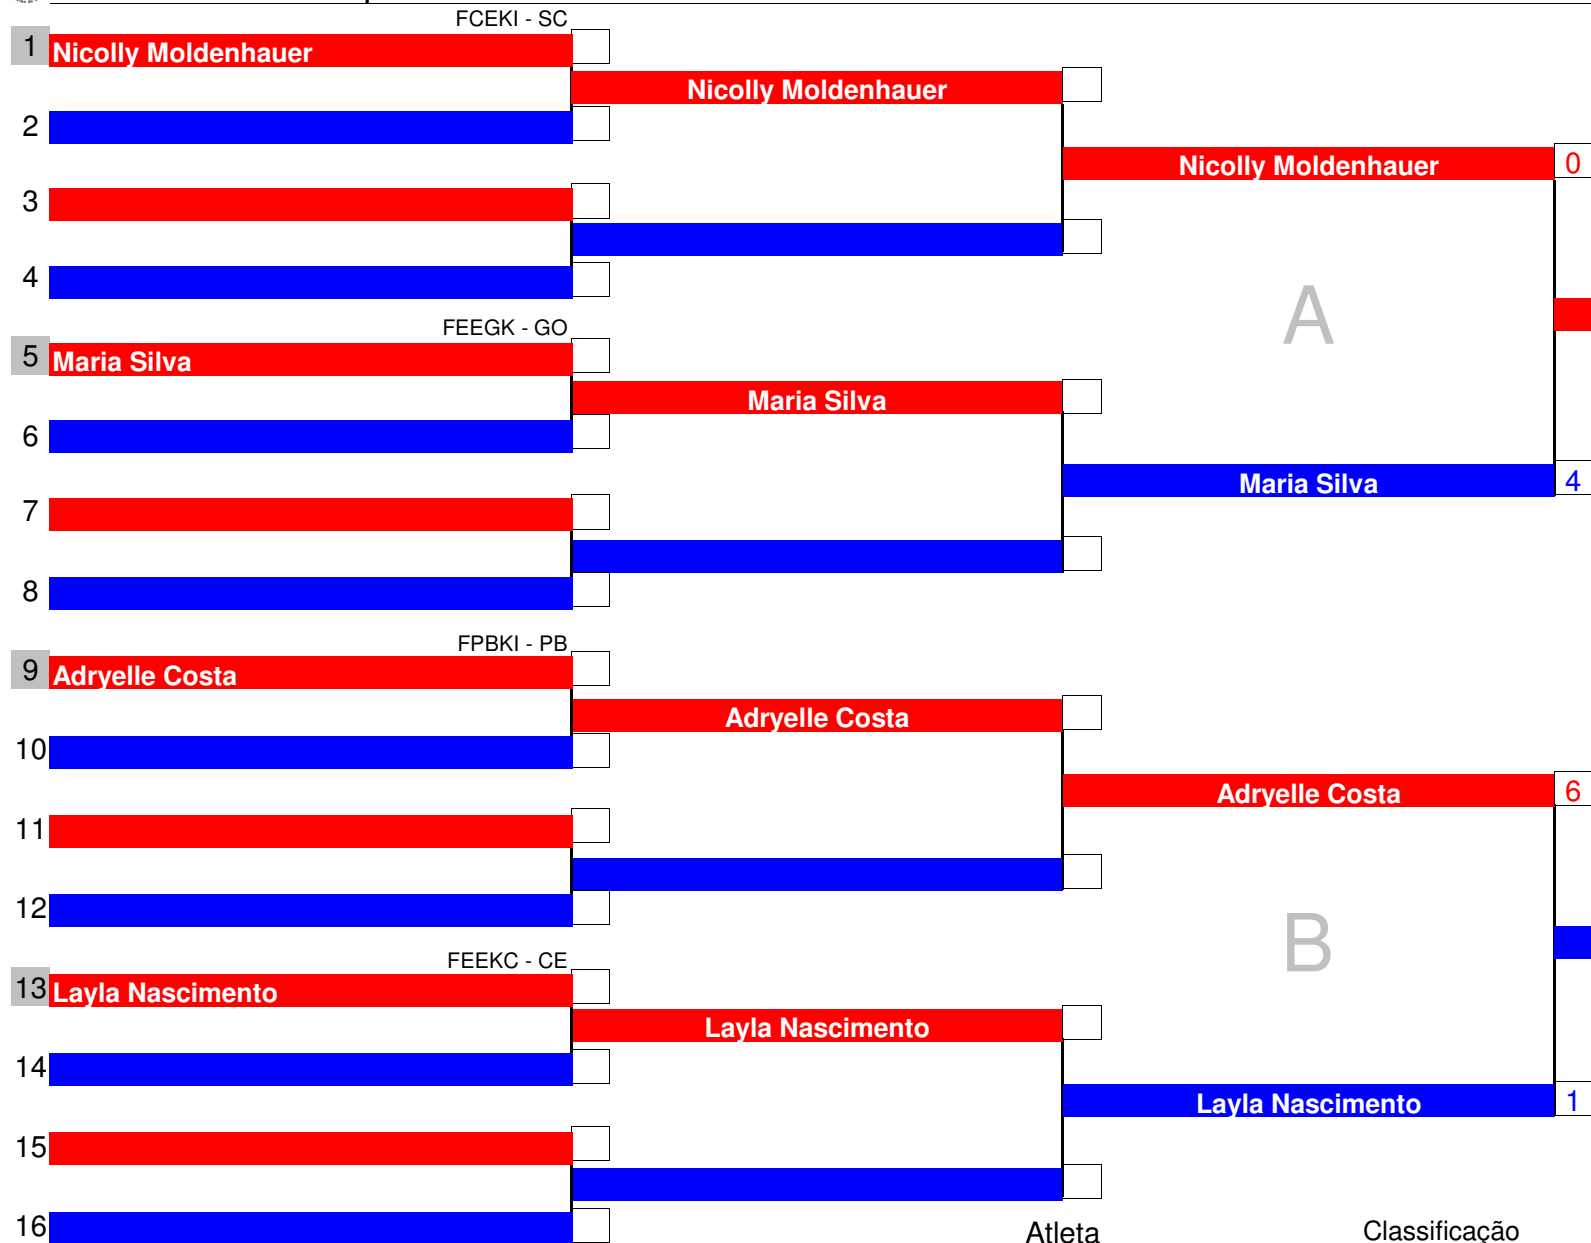 FCEKI - SC
1 Nicolly Moldenhauer
Nicolly Moldenhauer
2
Nicolly Moldenhauer 0
3
4
A
FEEGK - GO
5 Maria Silva
Maria Silva
6
Maria Silva 4
7
8
FPBKI - PB
9 Adryelle Costa
Adryelle Costa
10
Adryelle Costa 6
11
12
B
FEEKC - CE
13 Layla Nascimento
Layla Nascimento
14
Layla Nascimento 1
15
16
Atleta Classificação